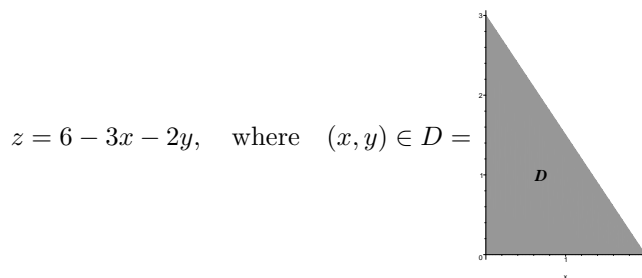 3
2
z = 6 − 3x − 2y, where (x, y) ∈ D =
D
1
0
1
x